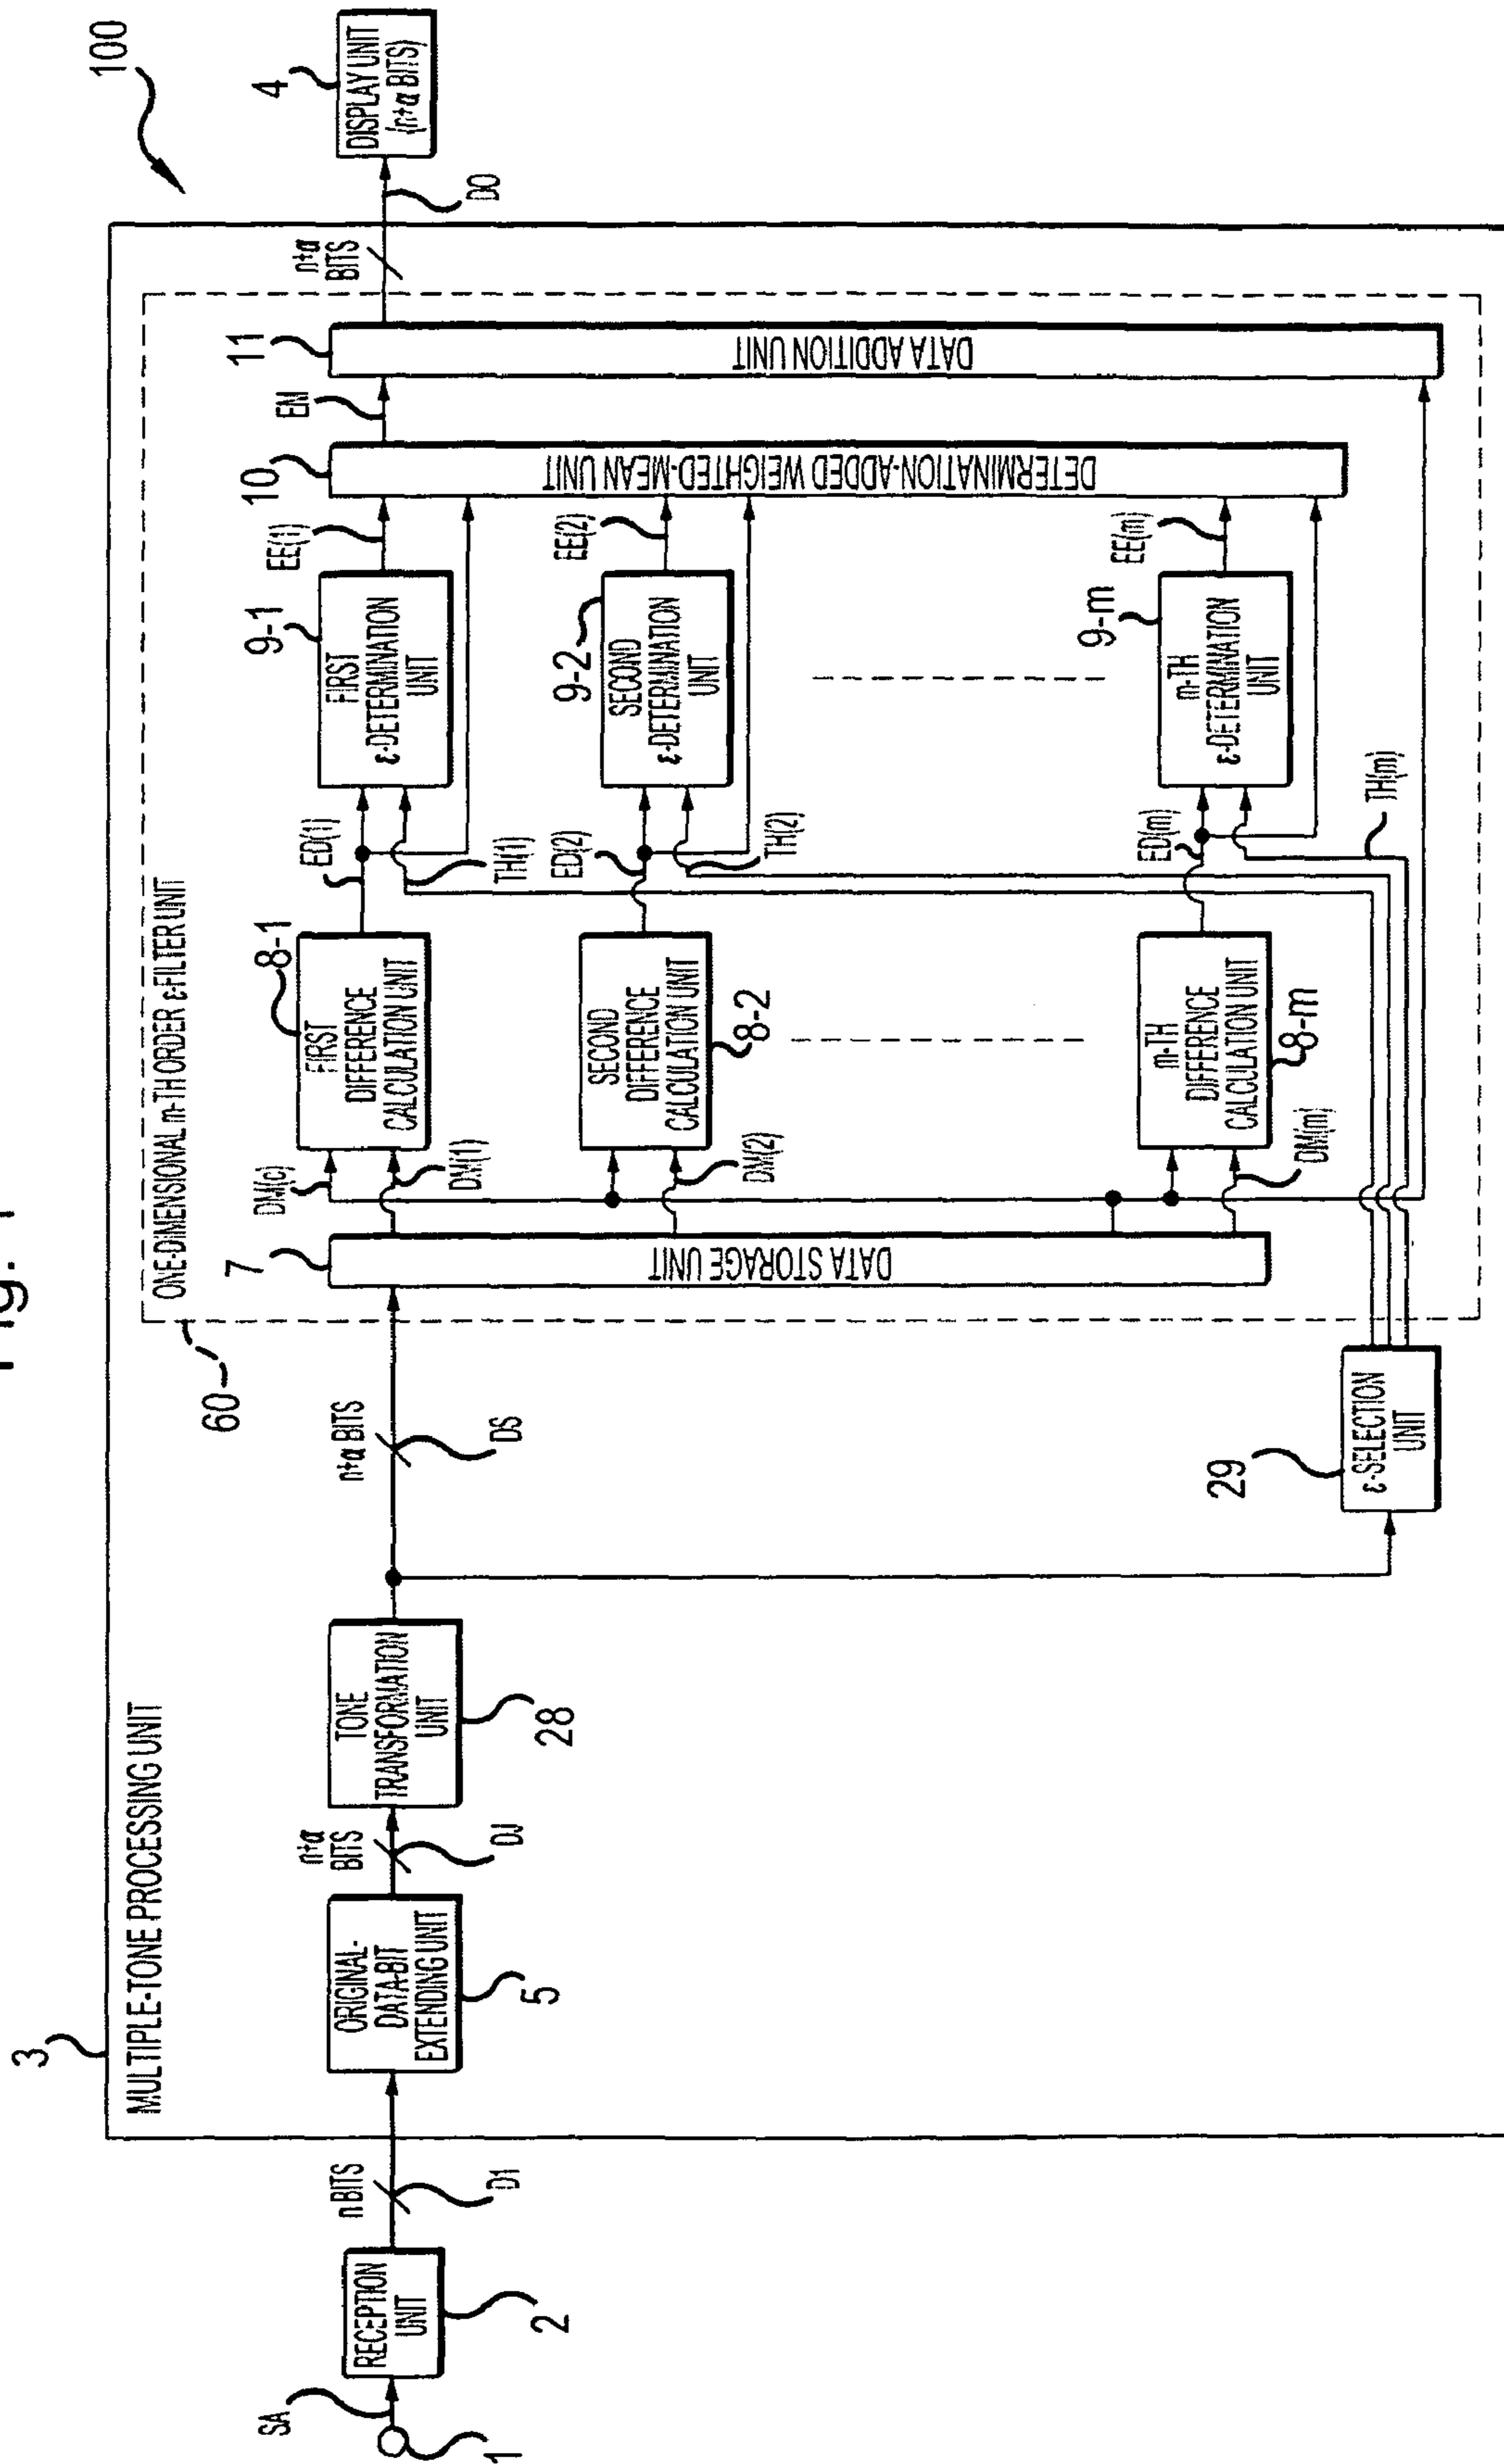 Fig. 1
100
3
MULTIPLE-TONE PROCESSING UNIT
1
SA
RECEPTION
UNIT
2
n BITS
D1
ORIGINAL-
DATA-BIT
EXTENDING UNIT
5
n+α
BITS
DJ
TONE
TRANSFORMATION
UNIT
28
n+α BITS
DS
29
ε-SELECTION
UNIT
60
ONE-DIMENSIONAL m-TH ORDER ε-FILTER UNIT
7
DATA STORAGE UNIT
DM(c)
DM(1)
DM(2)
DM(m)
8-1
FIRST
DIFFERENCE
CALCULATION UNIT
SECOND
DIFFERENCE
CALCULATION UNIT
8-2
m-TH
DIFFERENCE
CALCULATION UNIT
8-m
ED(1)
TH(1)
ED(2)
TH(2)
ED(m)
TH(m)
9-1
FIRST
ε-DETERMINATION
UNIT
9-2
SECOND
ε-DETERMINATION
UNIT
9-m
m-TH
ε-DETERMINATION
UNIT
EE(1)
EE(2)
EE(m)
10
DETERMINATION-ADDED WEIGHTED-MEAN UNIT
EM
11
DATA ADDITION UNIT
n+α
BITS
DO
4
DISPLAY UNIT
(n+α BITS)